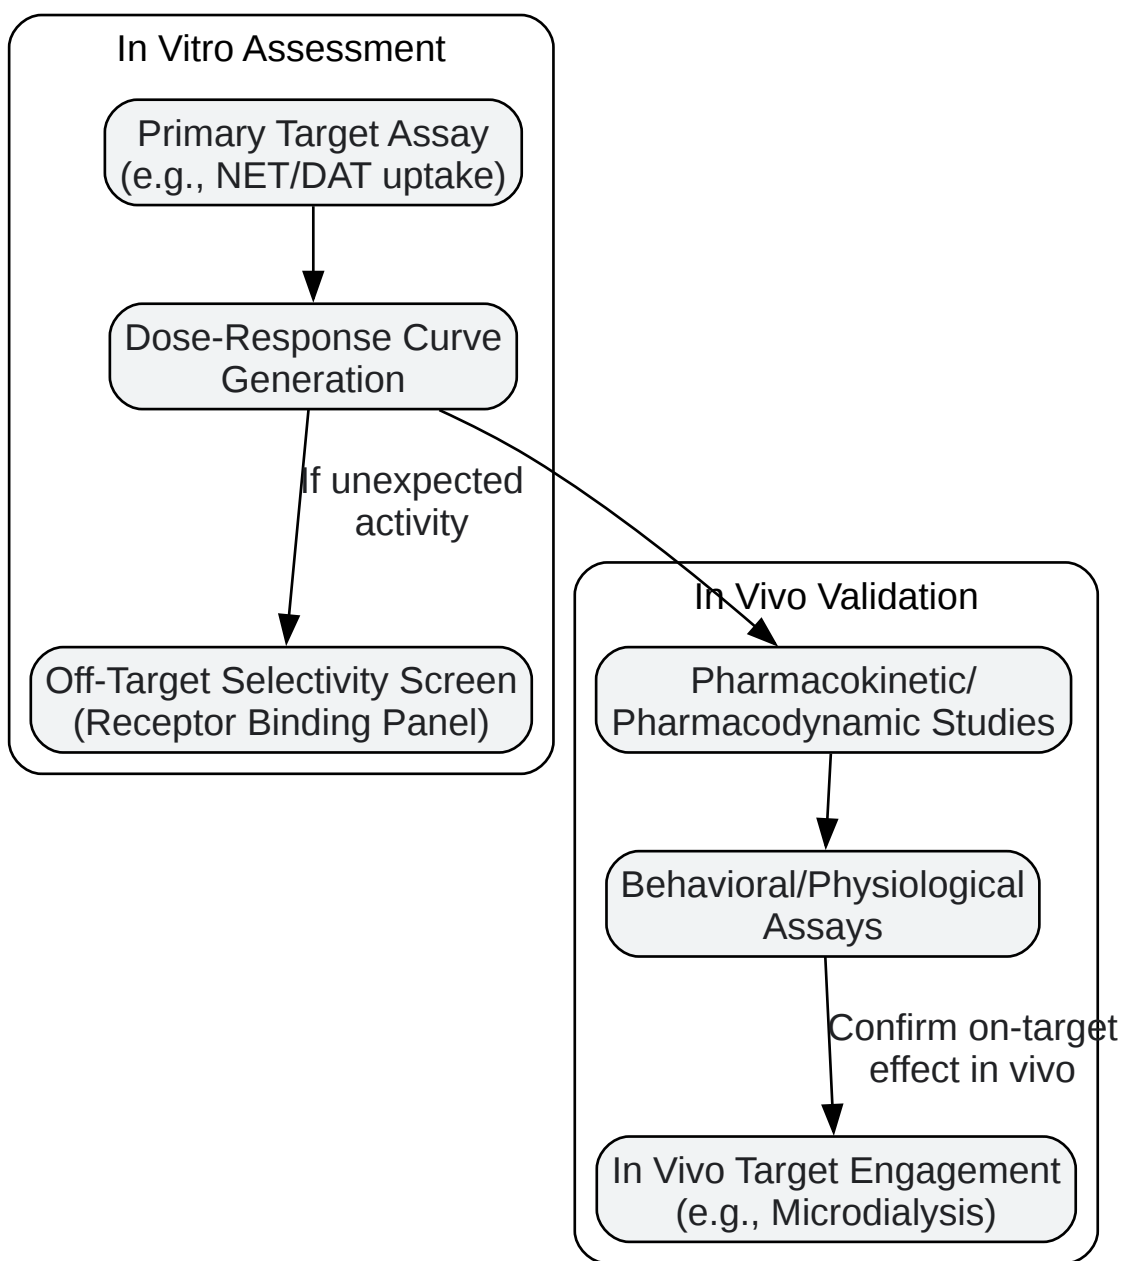 In Vitro Assessment
Primary Target Assay
(e.g., NET/DAT uptake)
Dose-Response Curve
Generation
If unexpected
activity
Off-Target Selectivity Screen
(Receptor Binding Panel)
In Vivo Validation
Pharmacokinetic/
Pharmacodynamic Studies
Behavioral/Physiological
Assays
Confirm on-target
effect in vivo
In Vivo Target Engagement
(e.g., Microdialysis)